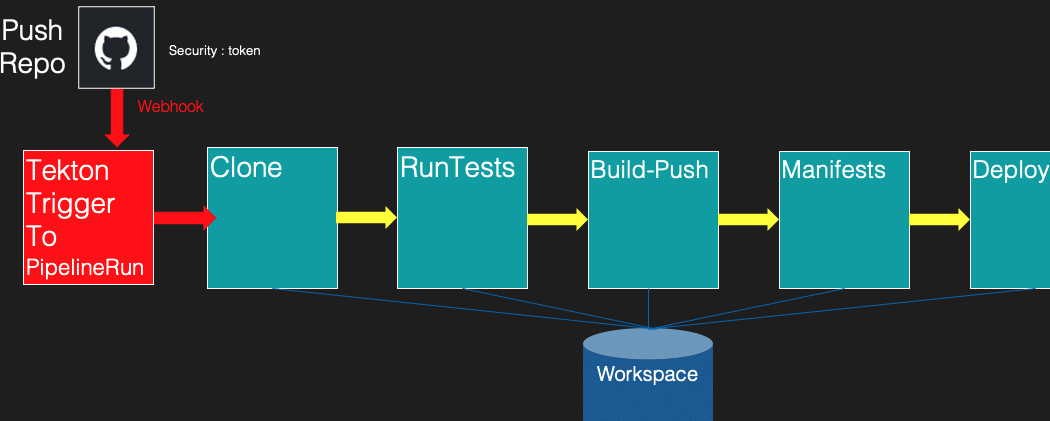 Push
Repo
Security : token
Webhook
Tekton
Trigger
To
PipelineRun
Clone
RunTests
Build-Push
Manifests
Deploy
Workspace